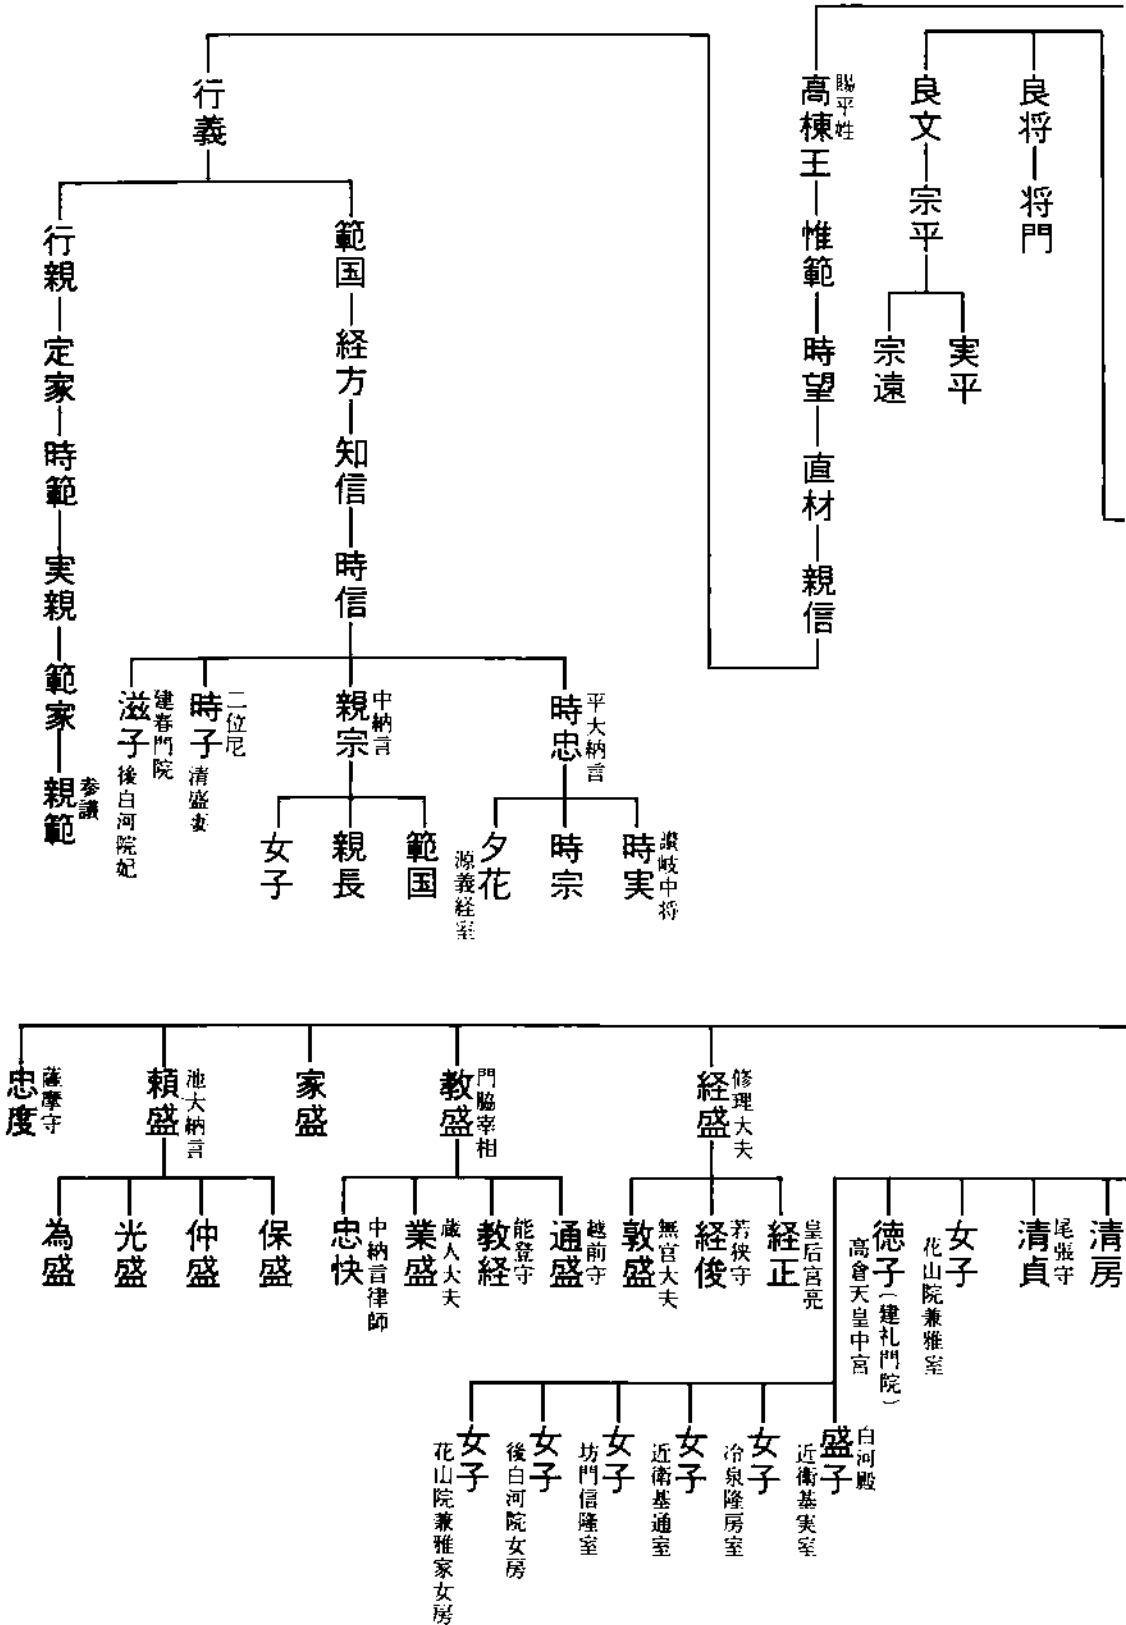 良将
将門
良文
宗平
実平
宗遠
高棟王
賜平姓
惟範
時望
直材
親信
行義
範国
経方
知信
時信
時忠
平大納言
時実
讃岐中将
時宗
夕花
源義経室
親宗
中納言
範国
親長
女子
時子
二位尼
清盛妻
滋子
建春門院
後白河院妃
行親
定家
時範
実親
範家
親範
参議
清房
清貞
尾張守
女子
花山院兼雅室
徳子(建礼門院)
高倉天皇中宮
盛子
白河殿
近衛基実室
女子
冷泉隆房室
女子
近衛基通室
女子
坊門信隆室
女子
後白河院女房
女子
花山院兼雅家女房
経盛
修理大夫
経正
皇后宮亮
経俊
若狭守
敦盛
無官大夫
教盛
門脇宰相
通盛
越前守
教経
能登守
業盛
蔵人大夫
忠快
中納言律師
家盛
頼盛
池大納言
保盛
仲盛
光盛
為盛
忠度
薩摩守